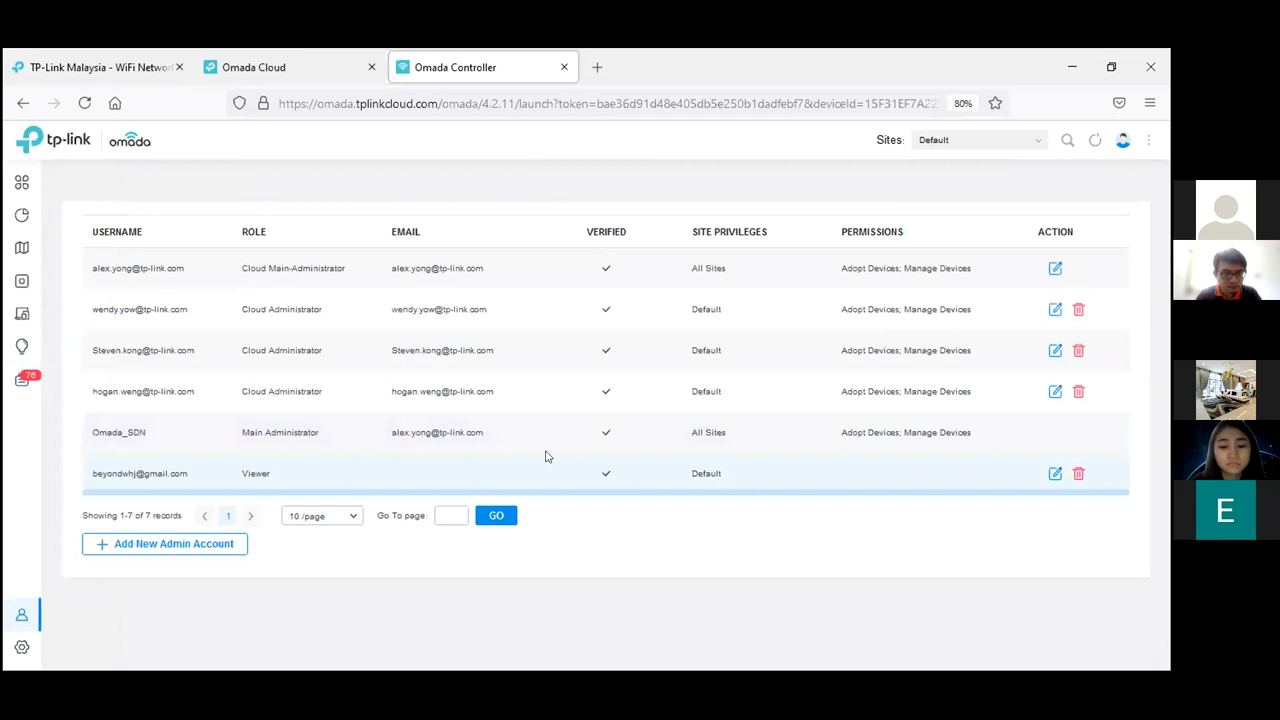 TP-Link Malaysia - WiFi Networ
Omada Cloud
Omada Controller
https://omada.tplinkcloud.com/omada/4.2.11/launch?token=bae36d91d48e405db5e250b1dadfebf7&deviceId=15F31EF7A22
80%
tp-link
omada
Sites: Default
USERNAME ROLE EMAIL VERIFIED SITE PRIVILEGES PERMISSIONS ACTION
alex.yong@tp-link.com Cloud Main-Administrator alex.yong@tp-link.com All Sites Adopt Devices; Manage Devices
wendy.yow@tp-link.com Cloud Administrator wendy.yow@tp-link.com Default Adopt Devices; Manage Devices
Steven.kong@tp-link.com Cloud Administrator Steven.kong@tp-link.com Default Adopt Devices; Manage Devices
hogan.weng@tp-link.com Cloud Administrator hogan.weng@tp-link.com Default Adopt Devices; Manage Devices
76
Omada_SDN Main Administrator alex.yong@tp-link.com All Sites Adopt Devices; Manage Devices
beyondwhj@gmail.com Viewer Default
Showing 1-7 of 7 records 1 10 /page Go To page: GO
+ Add New Admin Account
E